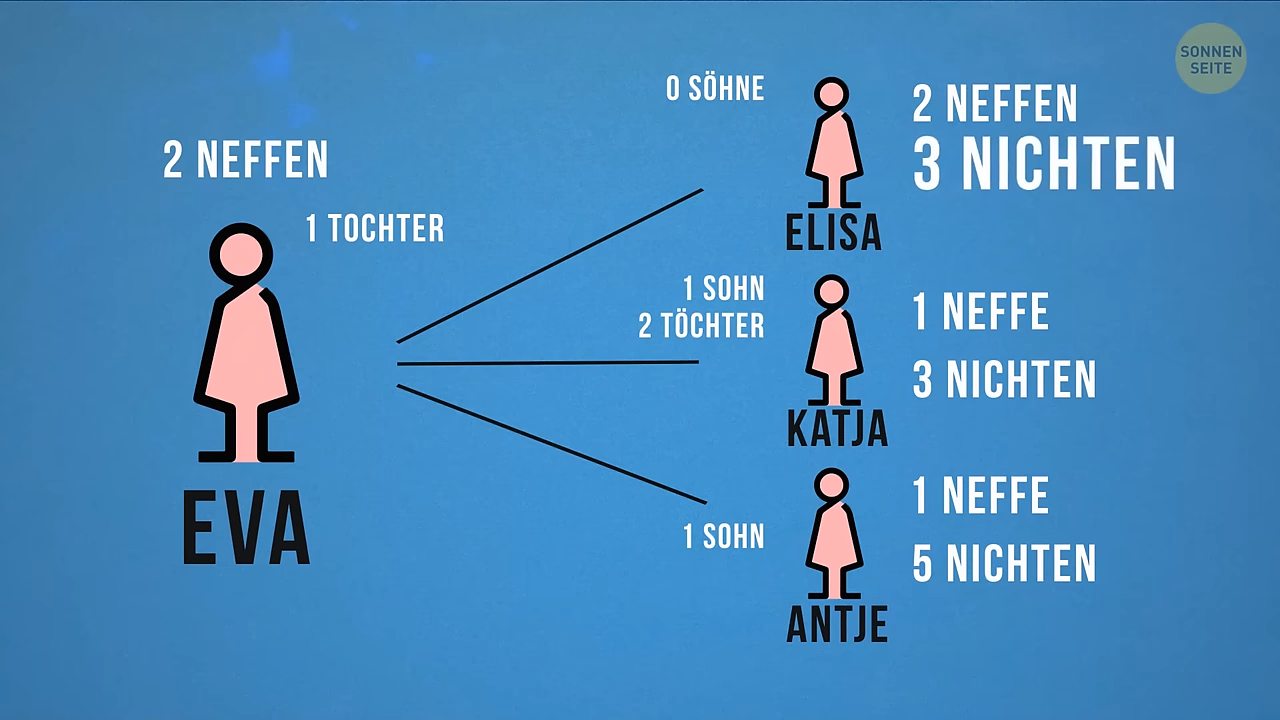 SONNEN
SEITE
2 NEFFEN
1 TOCHTER
EVA
0 SÖHNE
ELISA
2 NEFFEN
3 NICHTEN
1 SOHN
2 TÖCHTER
KATJA
1 NEFFE
3 NICHTEN
1 SOHN
ANTJE
1 NEFFE
5 NICHTEN